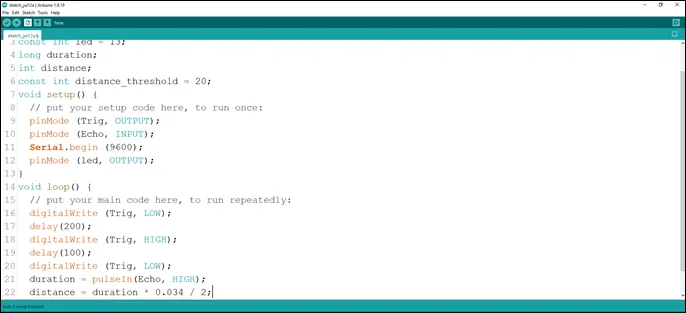 sketch_jul12a | Arduino 1.8.19
File Edit Sketch Tools Help
New
sketch_jul12a §
3 const int led = 13;
4 long duration;
5 int distance;
6 const int distance_threshold = 20;
7 void setup() {
8 // put your setup code here, to run once:
9 pinMode (Trig, OUTPUT);
10 pinMode (Echo, INPUT);
11 Serial.begin (9600);
12 pinMode (led, OUTPUT);
13 }
14 void loop() {
15 // put your main code here, to run repeatedly:
16 digitalWrite (Trig, LOW);
17 delay(200);
18 digitalWrite (Trig, HIGH);
19 delay(100);
20 digitalWrite (Trig, LOW);
21 duration = pulseIn(Echo, HIGH);
22 distance = duration * 0.034 / 2;